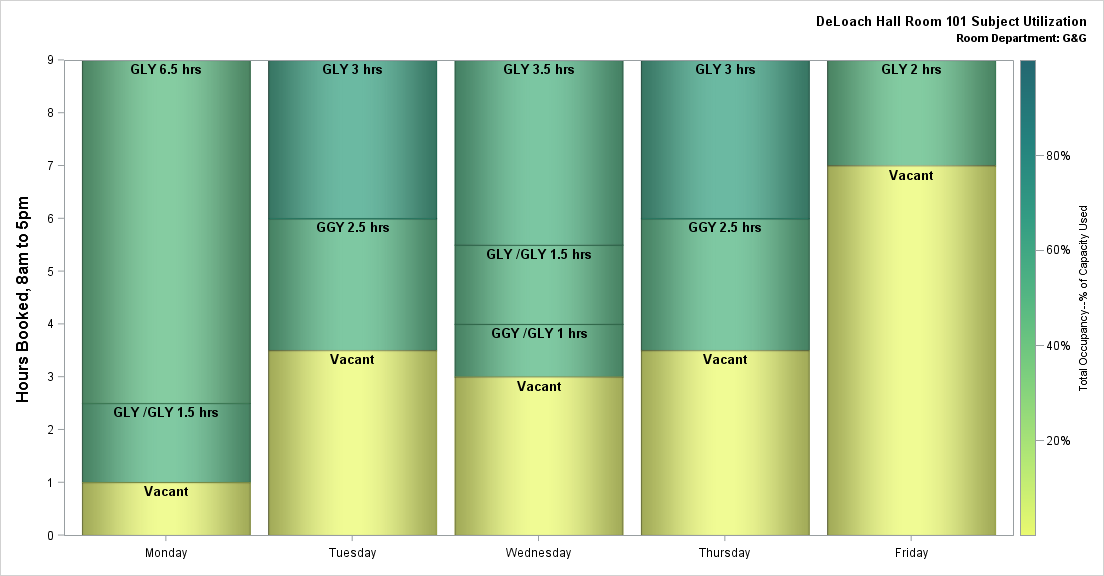 DeLoach Hall Room 101 Subject Utilization
Room Department: G&G
Hours Booked, 8am to 5pm
9
8
7
6
5
4
3
2
1
0
GLY 6.5 hrs
GLY /GLY 1.5 hrs
Vacant
GLY 3 hrs
GGY 2.5 hrs
Vacant
GLY 3.5 hrs
GLY /GLY 1.5 hrs
GGY /GLY 1 hrs
Vacant
GLY 3 hrs
GGY 2.5 hrs
Vacant
GLY 2 hrs
Vacant
Monday
Tuesday
Wednesday
Thursday
Friday
80%
60%
40%
20%
Total Occupancy--% of Capacity Used